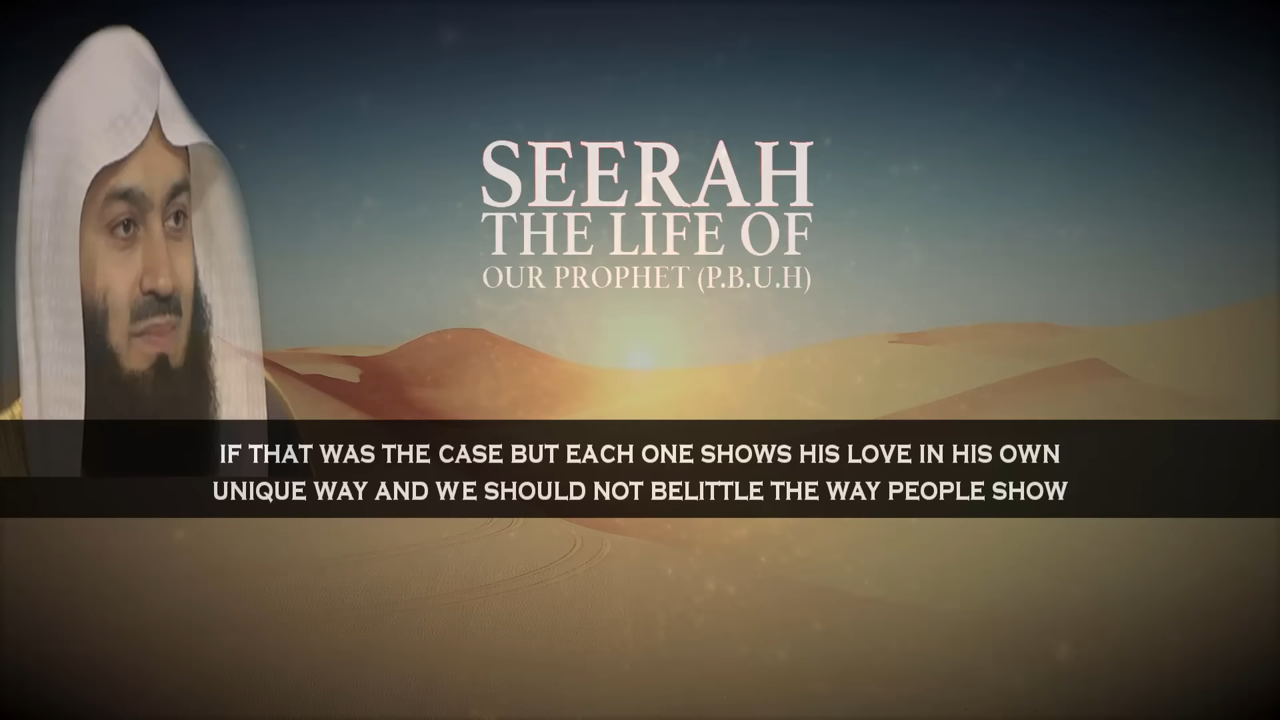 SEERAH
THE LIFE OF
OUR PROPHET (P.B.U.H)
IF THAT WAS THE CASE BUT EACH ONE SHOWS HIS LOVE IN HIS OWN
UNIQUE WAY AND WE SHOULD NOT BELITTLE THE WAY PEOPLE SHOW